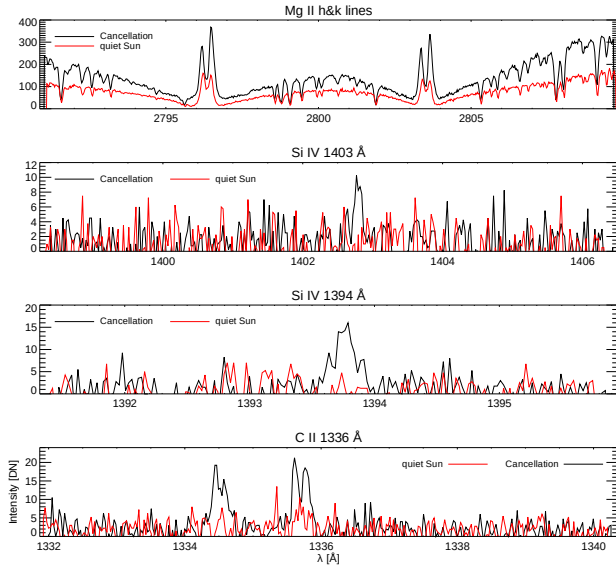 Mg II h&k lines
400
300
200
100
0
Cancellation
quiet Sun
2795
2800
2805
Si IV 1403 Å
12
10
8
6
4
2
0
Cancellation
quiet Sun
1400
1402
1404
1406
Si IV 1394 Å
20
15
10
5
0
Cancellation
quiet Sun
1392
1393
1394
1395
C II 1336 Å
Intensity [DN]
20
15
10
5
0
quiet Sun
Cancellation
1332
1334
1336
1338
1340
λ [Å]